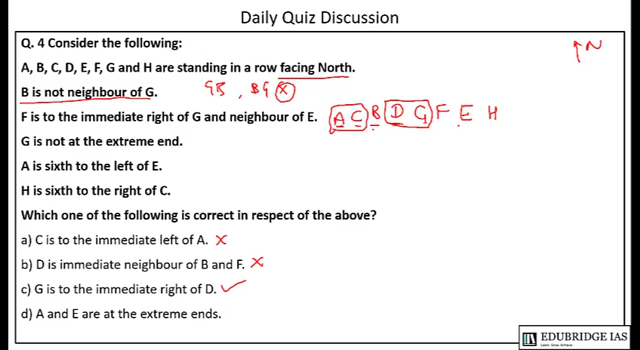 Daily Quiz Discussion
Q. 4 Consider the following:
↑N
A, B, C, D, E, F, G and H are standing in a row facing North.
B is not neighbour of G. GB, BG ⓧ
F is to the immediate right of G and neighbour of E. A C B D G F E H
G is not at the extreme end.
A is sixth to the left of E.
H is sixth to the right of C.
Which one of the following is correct in respect of the above?
a) C is to the immediate left of A. ✗
b) D is immediate neighbour of B and F. ✗
c) G is to the immediate right of D. ✓
d) A and E are at the extreme ends.
EDUBRIDGE IAS
Learn. Grow. Achieve.